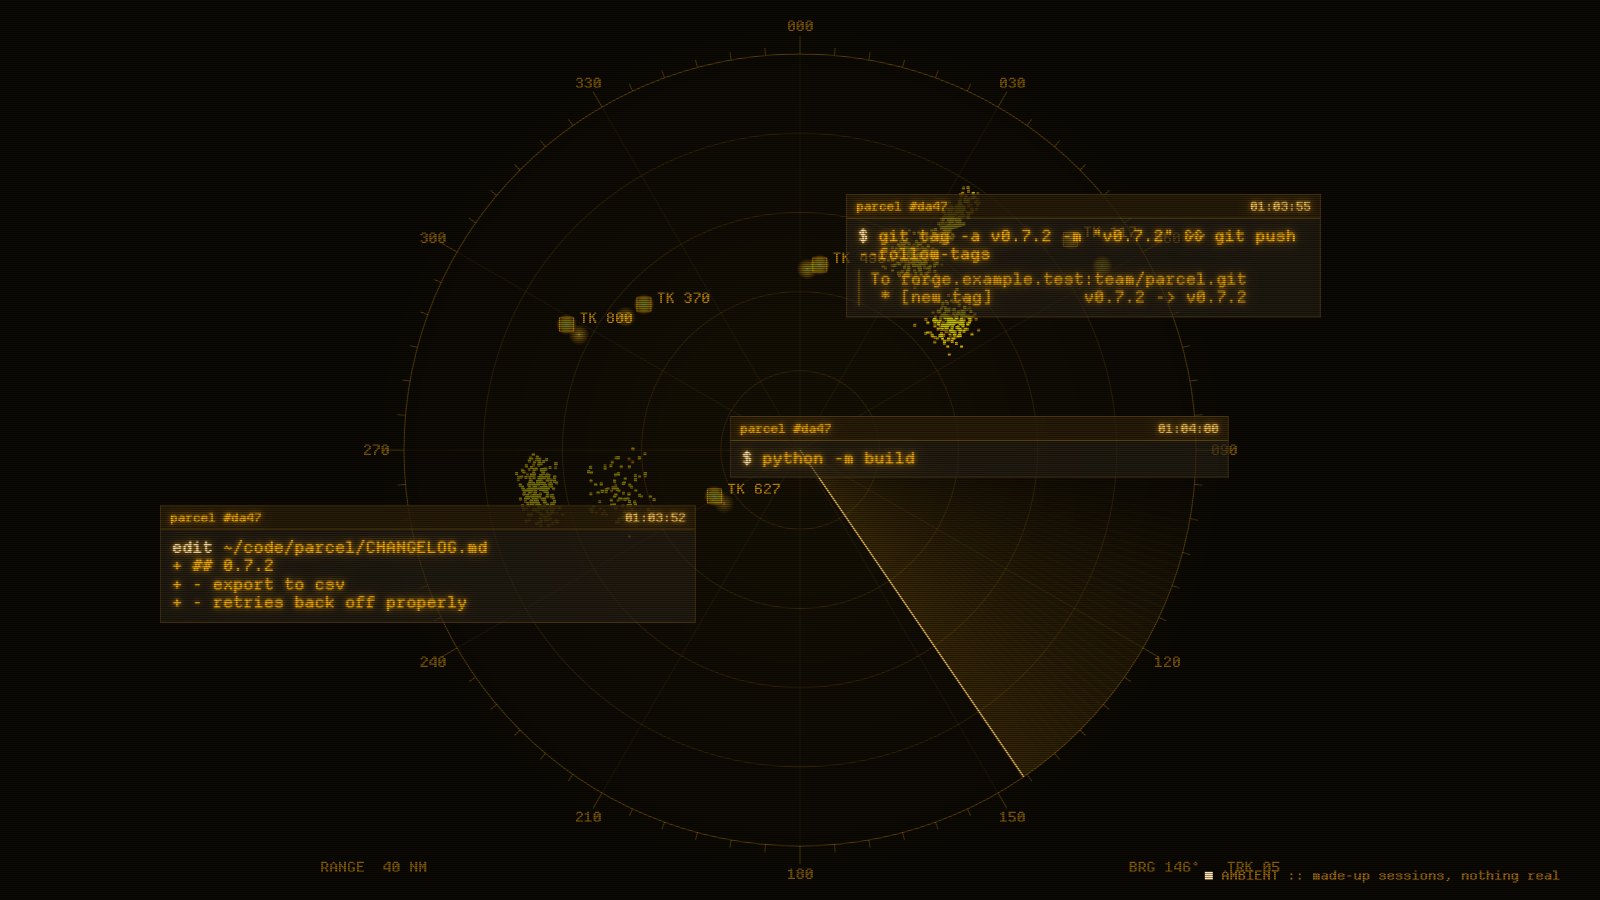 000
330
030
300
parcel #da47 01:03:55
$ git tag -a v0.7.2 -m "v0.7.2" && git push
follow-tags
To forge.example.test:team/parcel.git
* [new tag] v0.7.2 -> v0.7.2
TK
TK 370
TK 800
270
parcel #da47 01:04:00
$ python -m build
090
TK 627
parcel #da47 01:03:52
edit ~/code/parcel/CHANGELOG.md
+ ## 0.7.2
+ - export to csv
+ - retries back off properly
240
120
210
150
RANGE 40 NM
180
BRG 146° TRK 05
AMBIENT :: made-up sessions, nothing real